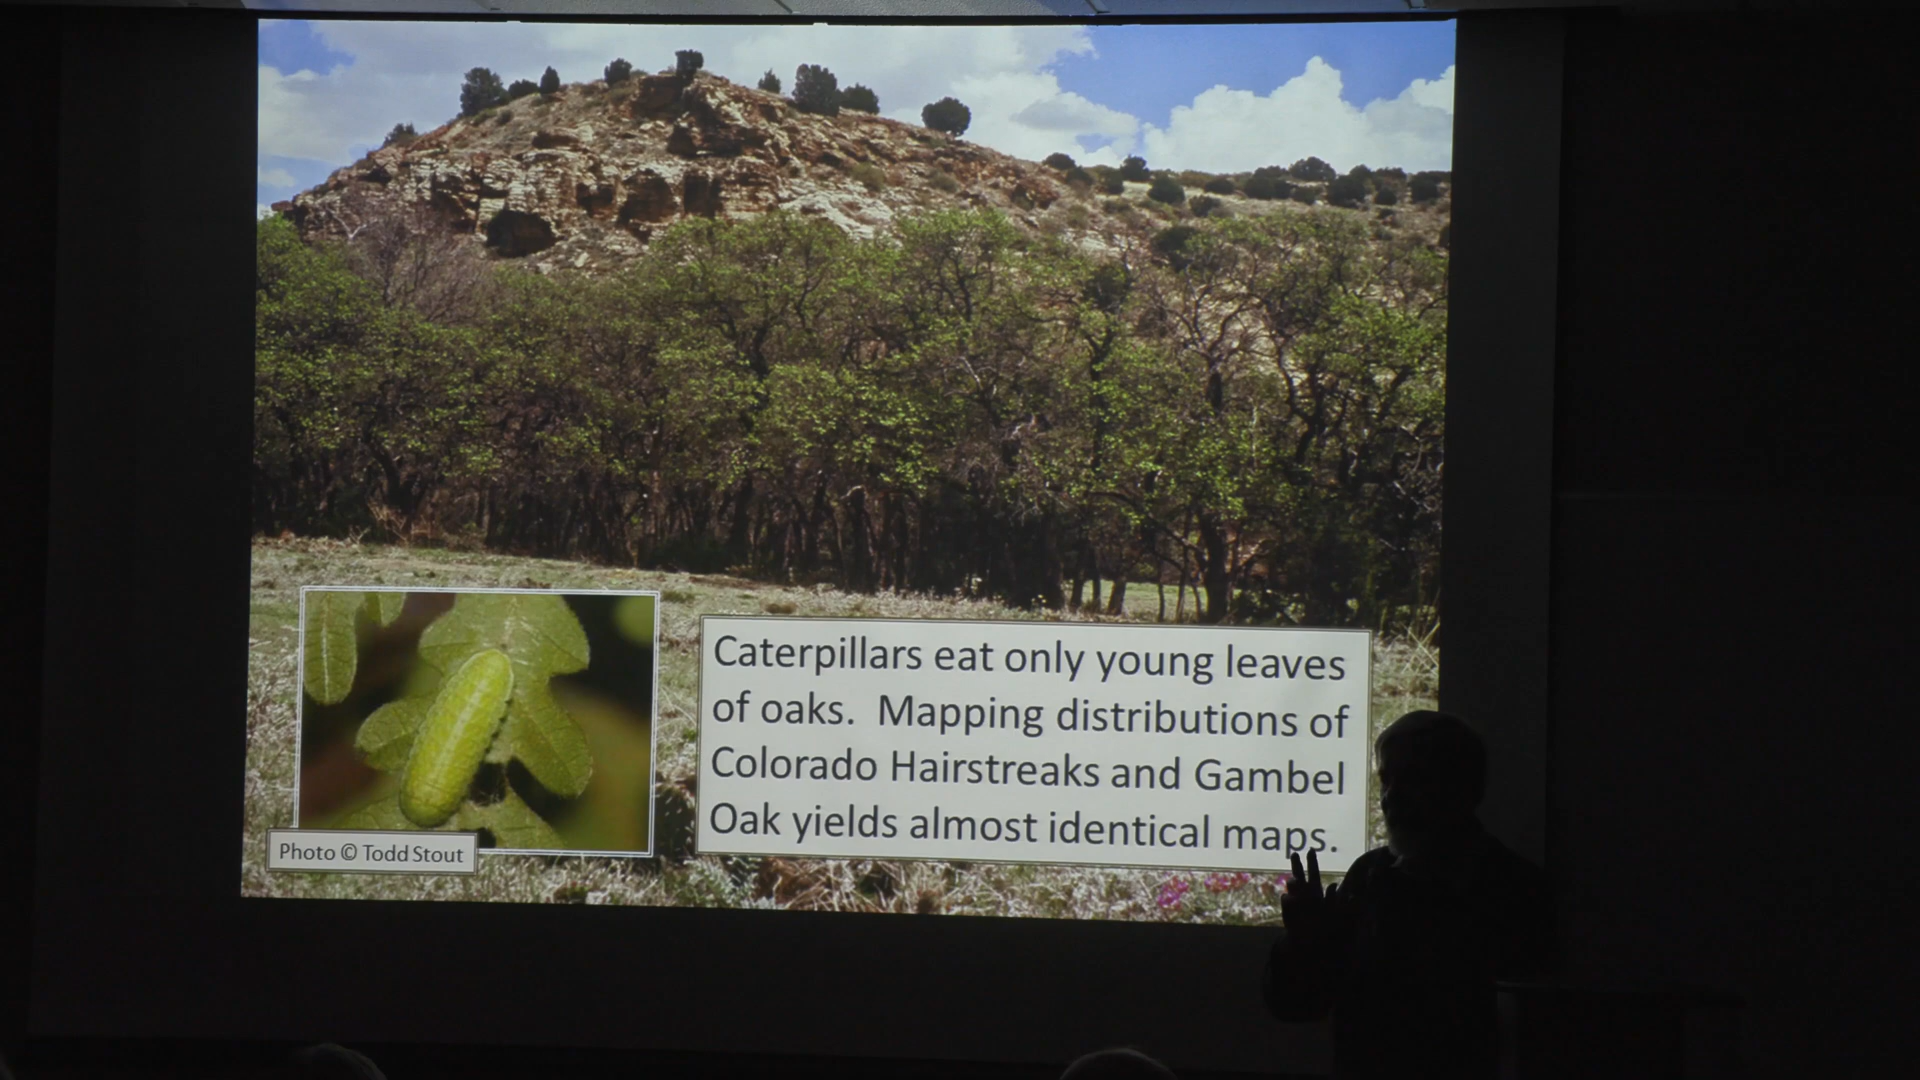 Caterpillars eat only young leaves
of oaks. Mapping distributions of
Colorado Hairstreaks and Gambel
Oak yields almost identical maps.
Photo © Todd Stout